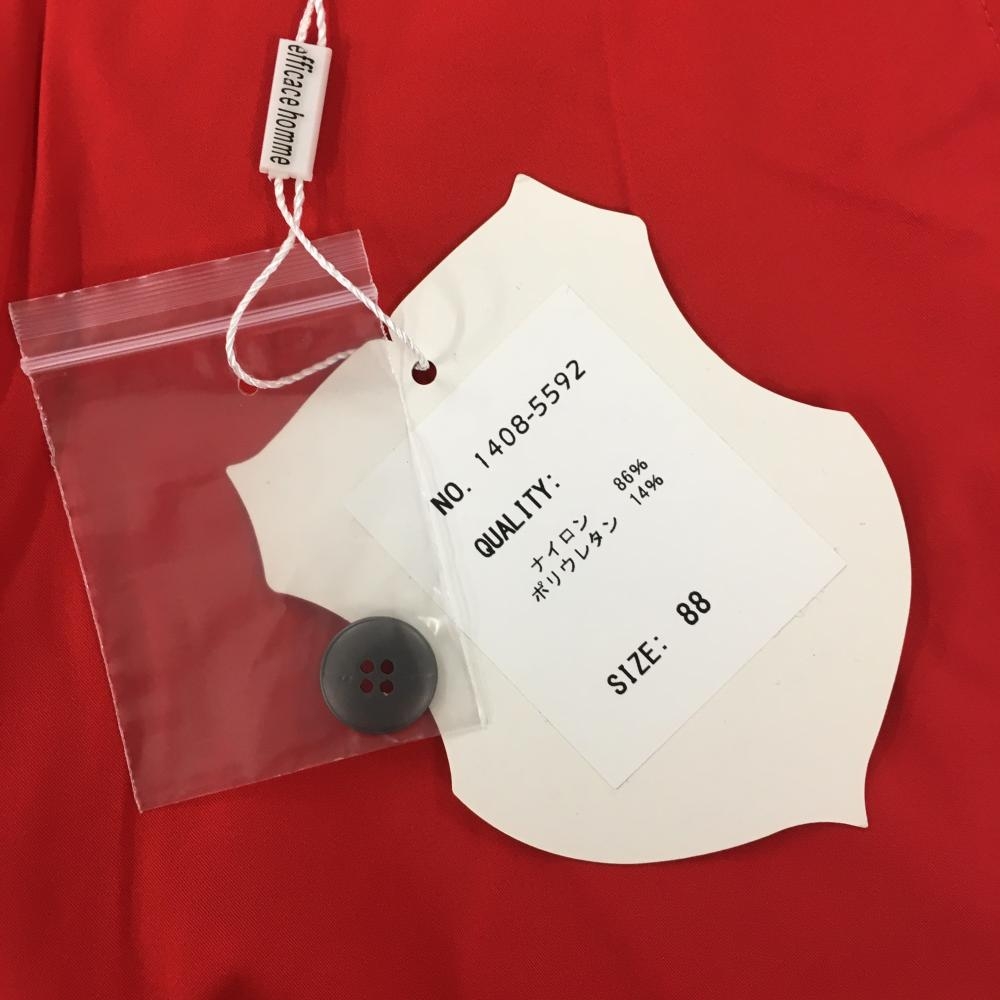 efficace homme
NO. 1408-5592
QUALITY:
ナイロン 86%
ポリウレタン 14%
SIZE: 88